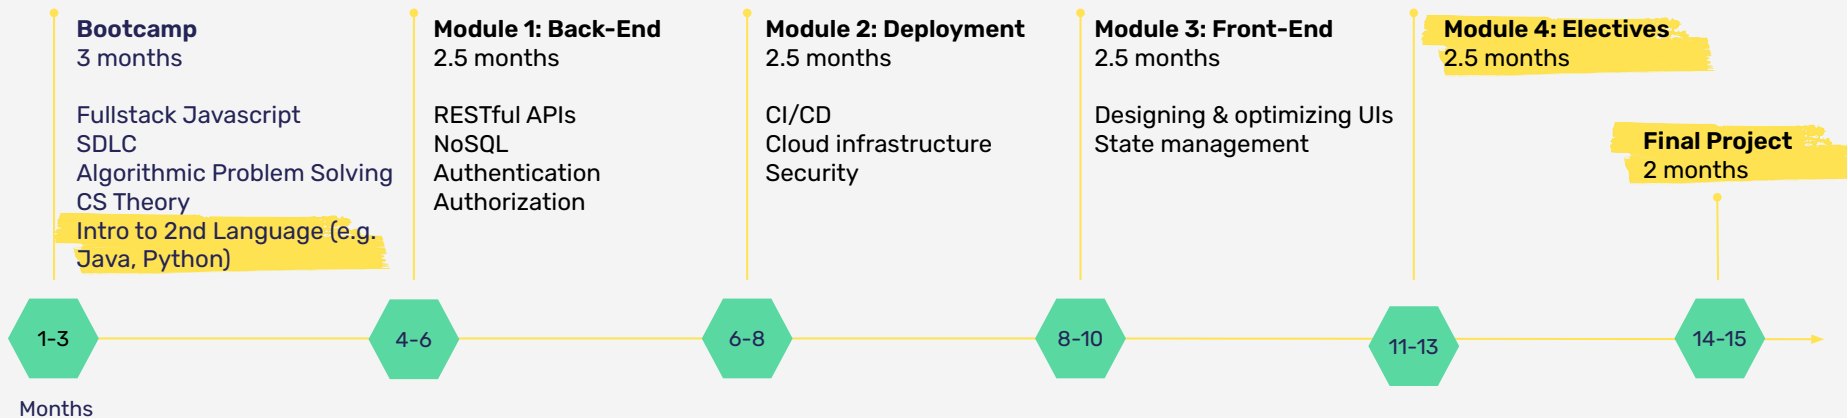 Bootcamp
3 months
Fullstack Javascript
SDLC
Algorithmic Problem Solving
CS Theory
Intro to 2nd Language (e.g.
Java, Python)
Module 1: Back-End
2.5 months
RESTful APIs
NoSQL
Authentication
Authorization
Module 2: Deployment
2.5 months
CI/CD
Cloud infrastructure
Security
Module 3: Front-End
2.5 months
Designing & optimizing UIs
State management
Module 4: Electives
2.5 months
Final Project
2 months
1-3
4-6
6-8
8-10
11-13
14-15
Months